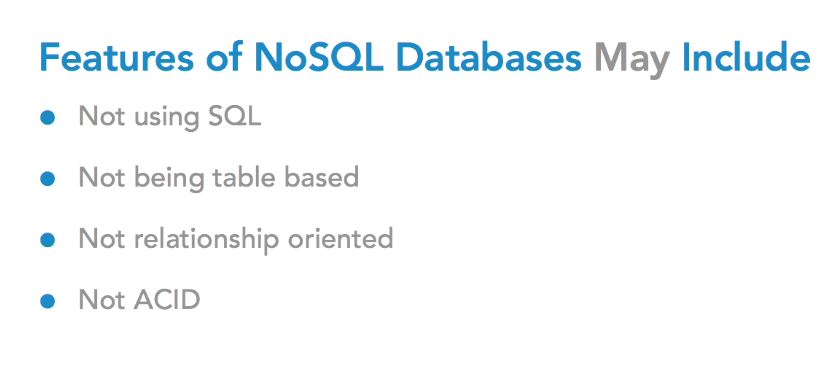 Features of NoSQL Databases May Include
Not using SQL
Not being table based
Not relationship oriented
Not ACID